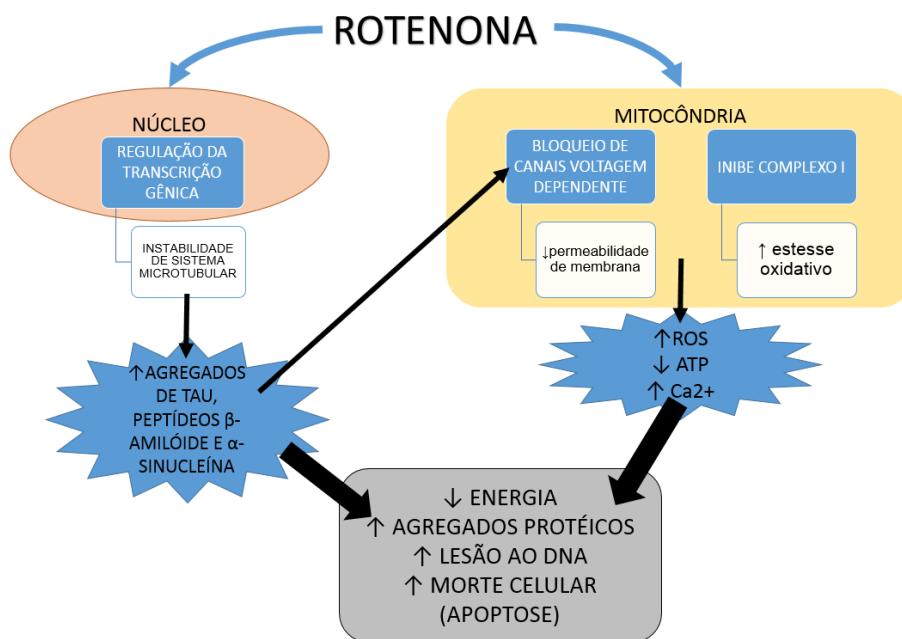 ROTENONA
NÚCLEO
REGULAÇÃO DA
TRANSCRIÇÃO
GÊNICA
INSTABILIDADE
DE SISTEMA
MICROTUBULAR
↑AGREGADOS
DE TAU,
PEPTÍDEOS β-
AMILÓIDE E α-
SINUCLEÍNA
MITOCÔNDRIA
BLOQUEIO DE
CANAIS VOLTAGEM
DEPENDENTE
↓permeabilidade
de membrana
INIBE COMPLEXO I
↑ estesse
oxidativo
↑ROS
↓ ATP
↑ Ca2+
↓ ENERGIA
↑ AGREGADOS PROTÉICOS
↑ LESÃO AO DNA
↑ MORTE CELULAR
(APOPTOSE)